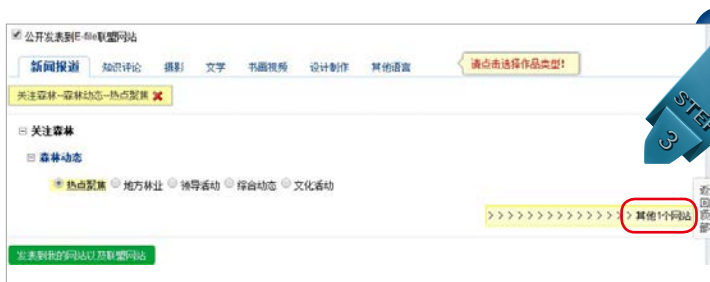 公开发表到E-file联盟网站
新闻报道 知识评论 摄影 文学 书画视频 设计制作 其他语言 请点击选择作品类型!
关注森林--森林动态--热点聚焦
关注森林
森林动态
热点聚焦 地方林业 领导活动 综合动态 文化活动
>>>>>>>>>>>>>>>其他1个网站
发表到我的网站以及联盟网站
STEP
3
返回顶部